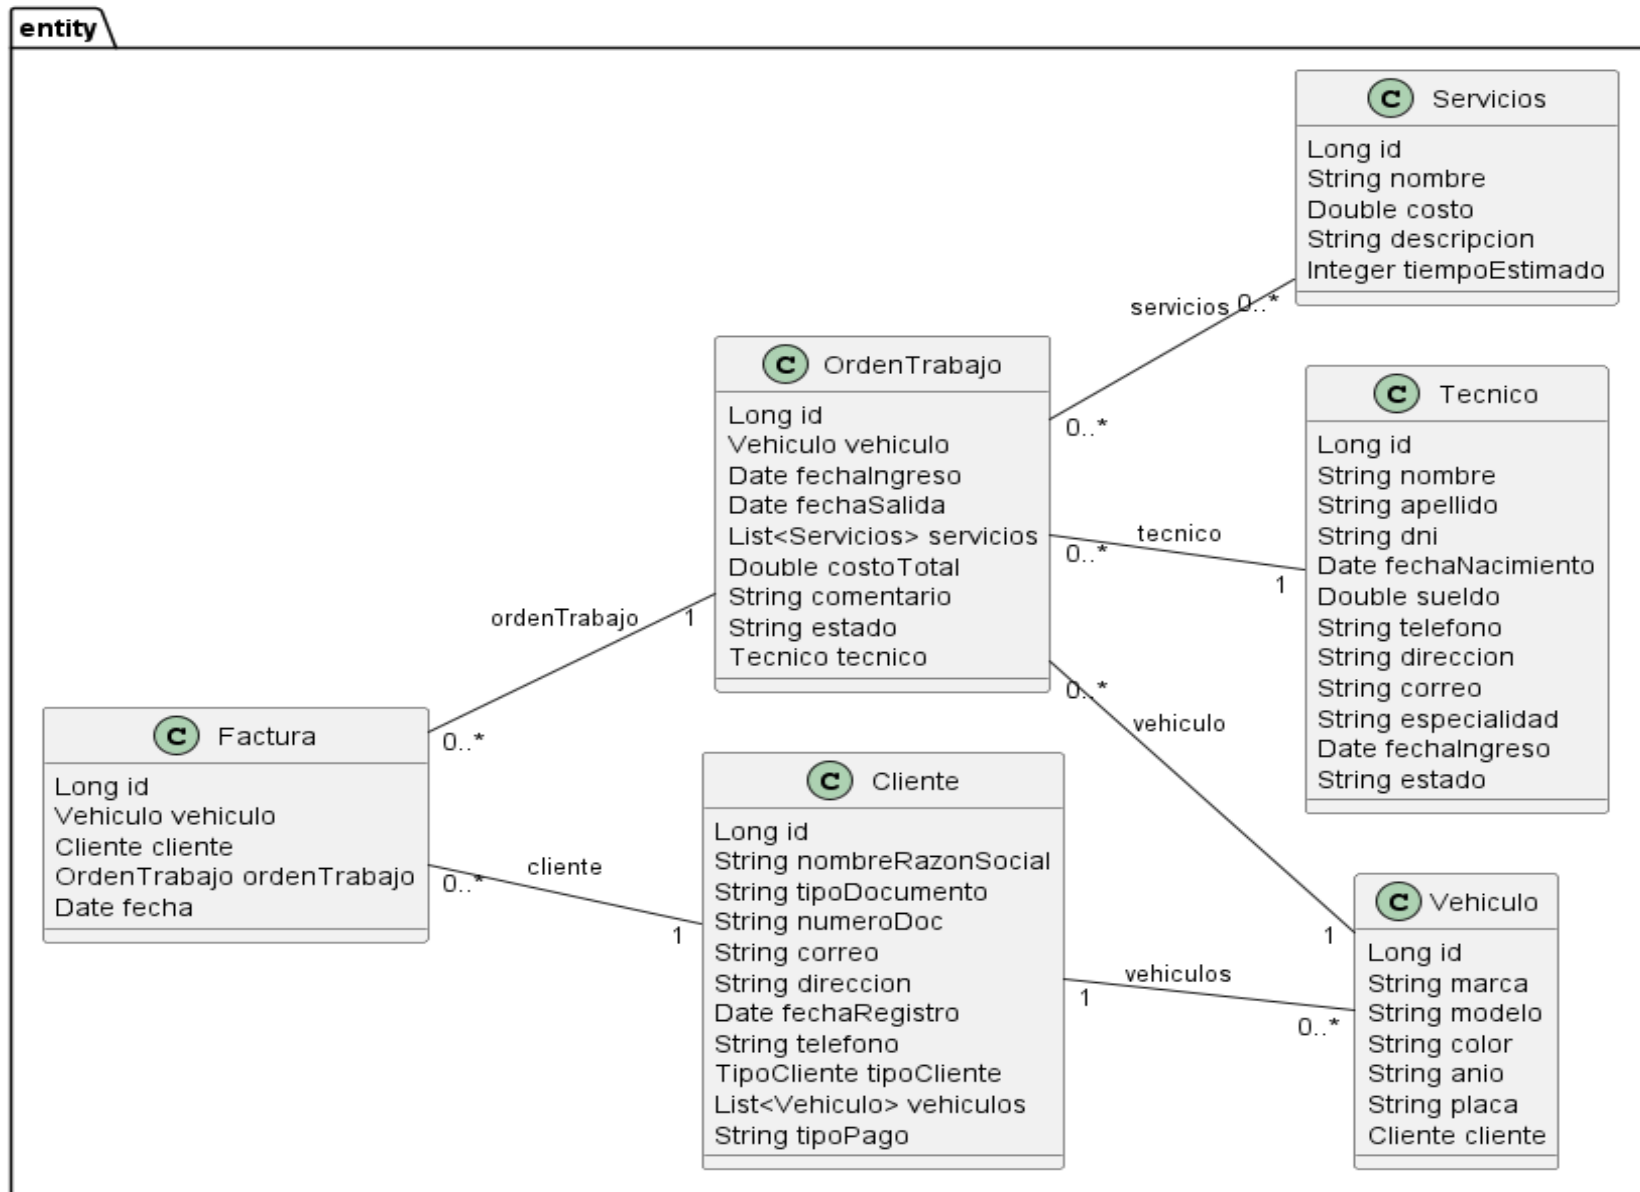 entity
C Servicios
Long id
String nombre
Double costo
String descripcion
Integer tiempoEstimado
servicios 0..*
0..*
C OrdenTrabajo
Long id
Vehiculo vehiculo
Date fechaIngreso
Date fechaSalida
List<Servicios> servicios
Double costoTotal
String comentario
String estado
Tecnico tecnico
C Tecnico
Long id
String nombre
String apellido
String dni
Date fechaNacimiento
Double sueldo
String telefono
String direccion
String correo
String especialidad
Date fechaIngreso
String estado
tecnico
0..*
1
ordenTrabajo
1
0..*
0..*
vehiculo
1
C Factura
Long id
Vehiculo vehiculo
Cliente cliente
OrdenTrabajo ordenTrabajo
Date fecha
cliente
0..*
1
C Cliente
Long id
String nombreRazonSocial
String tipoDocumento
String numeroDoc
String correo
String direccion
Date fechaRegistro
String telefono
TipoCliente tipoCliente
List<Vehiculo> vehiculos
String tipoPago
vehiculos
1
0..*
C Vehiculo
Long id
String marca
String modelo
String color
String anio
String placa
Cliente cliente